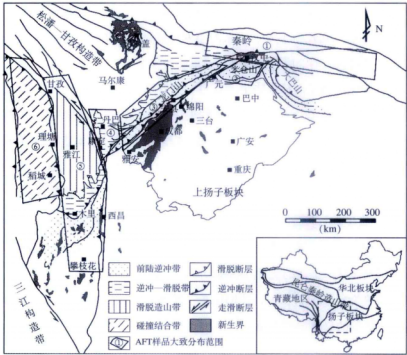 松潘-甘孜构造带
秦岭
①
N
马尔康
甘孜
巴中
绵阳
三台
丹巴
④
成都
广安
理塘
⑥
雅江
⑤
雅安
重庆
稻城
上扬子板块
木里
西昌
0 100 200 300
(km)
攀枝花
三江构造带
前陆逆冲带
滑脱断层
逆冲—滑脱带
逆冲断层
滑脱造山带
走滑断层
碰撞结合带
新生界
AFT样品大致分布范围
华北板块
青藏地区
扬子板块